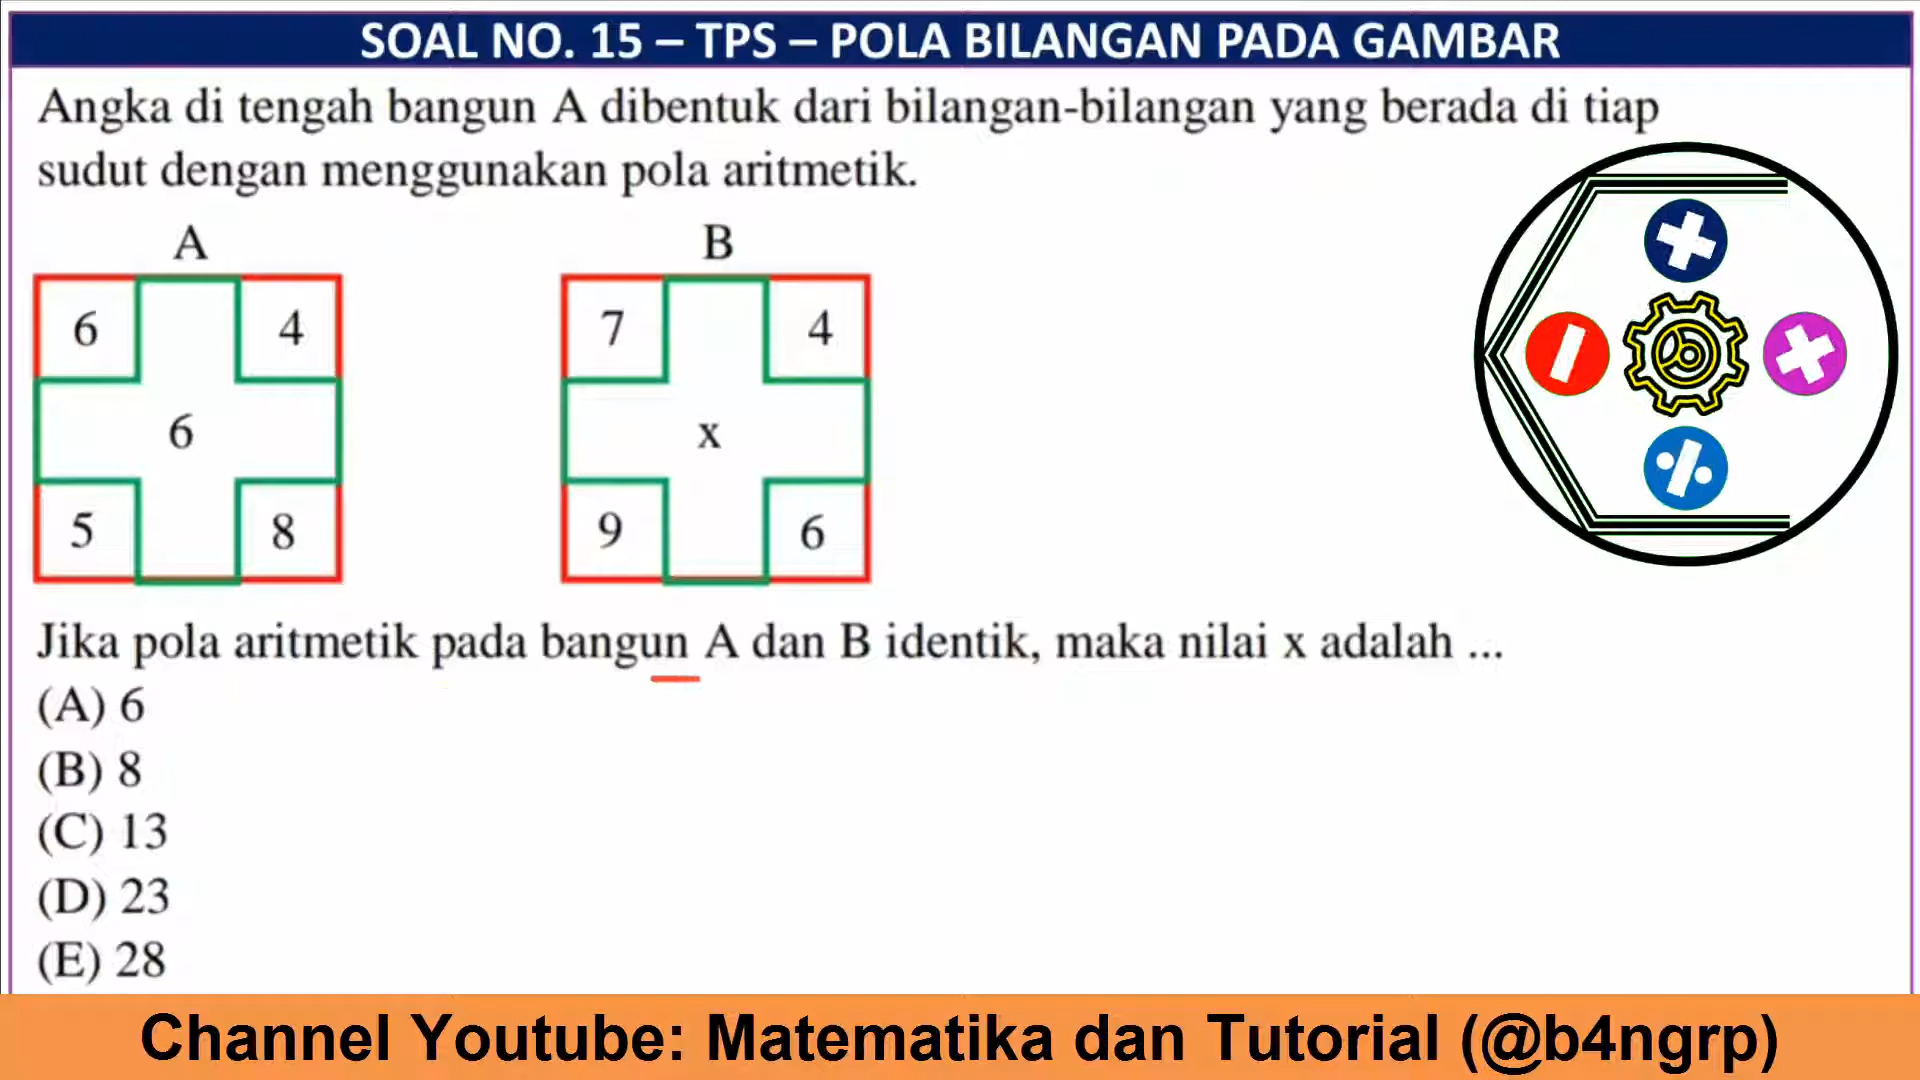 SOAL NO. 15 – TPS – POLA BILANGAN PADA GAMBAR
Angka di tengah bangun A dibentuk dari bilangan-bilangan yang berada di tiap
sudut dengan menggunakan pola aritmetik.
A B
6 4 7 4
6 x
5 8 9 6
Jika pola aritmetik pada bangun A dan B identik, maka nilai x adalah ...
(A) 6
(B) 8
(C) 13
(D) 23
(E) 28
Channel Youtube: Matematika dan Tutorial (@b4ngrp)